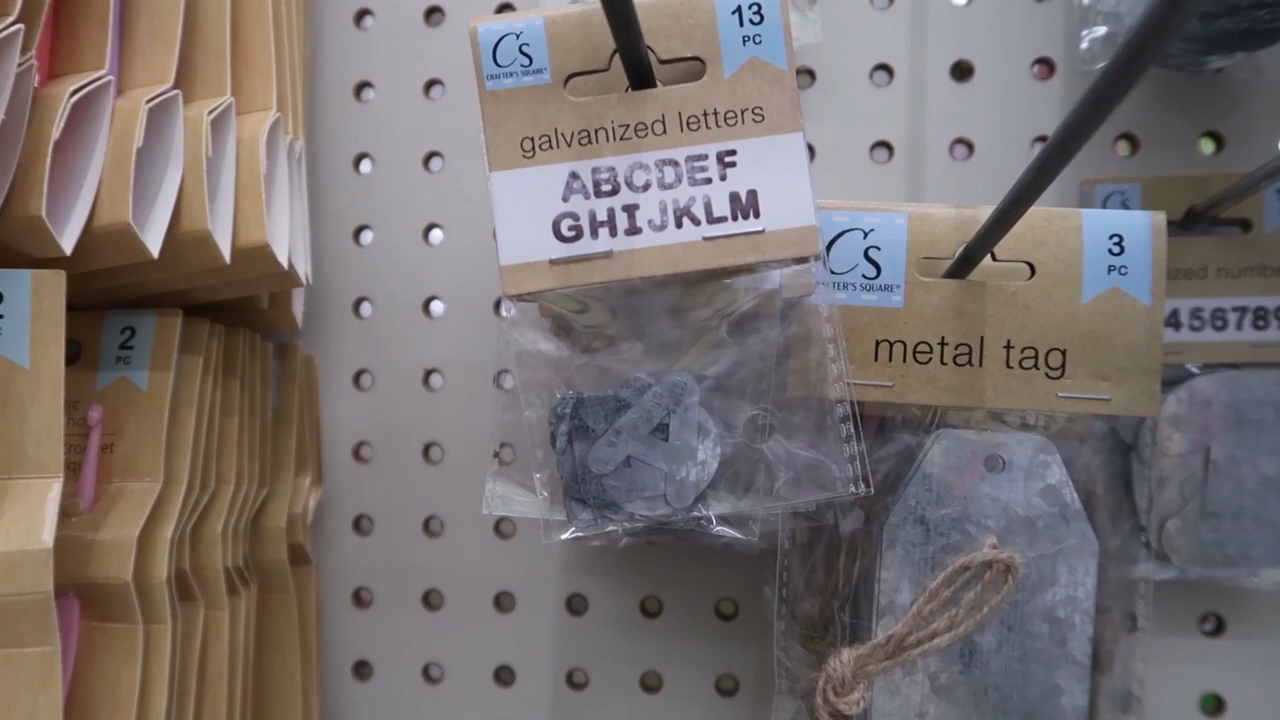 Cs
CRAFTER'S SQUARE
13
PC
galvanized letters
ABCDEF
GHIJKLM
Cs
CRAFTER'S SQUARE®
3
PC
metal tag
Cs
456789
2
PC